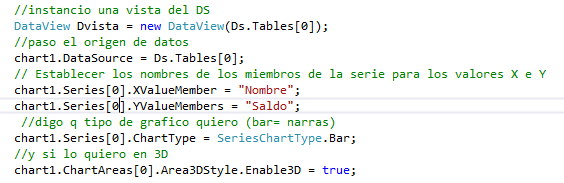 //instancio una vista del DS
DataView Dvista = new DataView(Ds.Tables[0]);
//paso el origen de datos
chart1.DataSource = Ds.Tables[0];
// Establecer los nombres de los miembros de la serie para los valores X e Y
chart1.Series[0].XValueMember = "Nombre";
chart1.Series[0].YValueMembers = "Saldo";
//digo q tipo de grafico quiero (bar= narras)
chart1.Series[0].ChartType = SeriesChartType.Bar;
//y si lo quiero en 3D
chart1.ChartAreas[0].Area3DStyle.Enable3D = true;